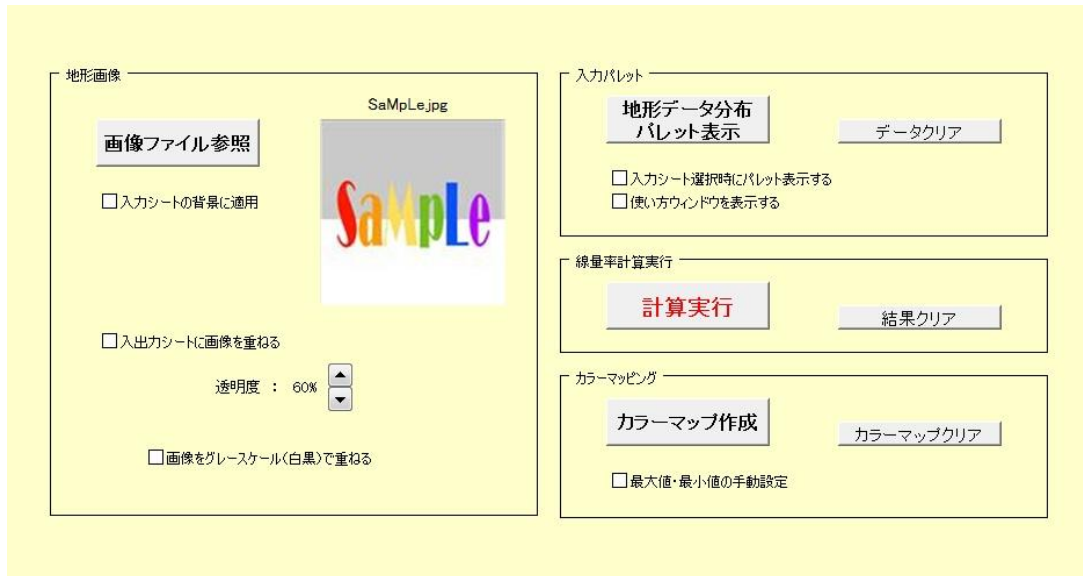 地形画像
SaMpLe.jpg
画像ファイル参照
入力シートの背景に適用
SaMpLe
入出力シートに画像を重ねる
透明度 : 60%
画像をグレースケール(白黒)で重ねる
入力パレット
地形データ分布
パレット表示
データクリア
入力シート選択時にパレット表示する
使い方ウィンドウを表示する
線量率計算実行
計算実行
結果クリア
カラーマッピング
カラーマップ作成
カラーマップクリア
最大値・最小値の手動設定